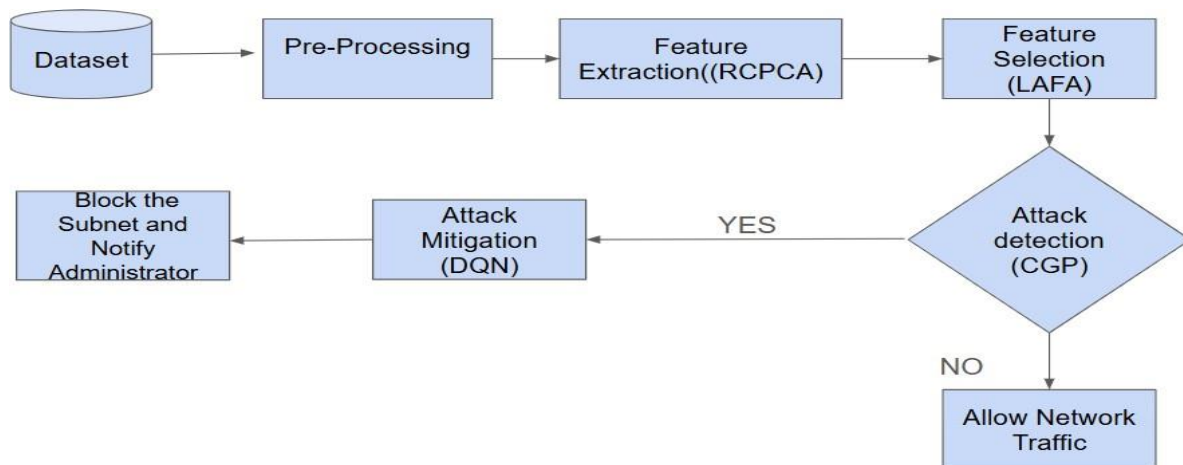 Dataset
Pre-Processing
Feature
Extraction((RCPCA)
Feature
Selection
(LAFA)
Attack
detection
(CGP)
YES
Attack
Mitigation
(DQN)
Block the
Subnet and
Notify
Administrator
NO
Allow Network
Traffic